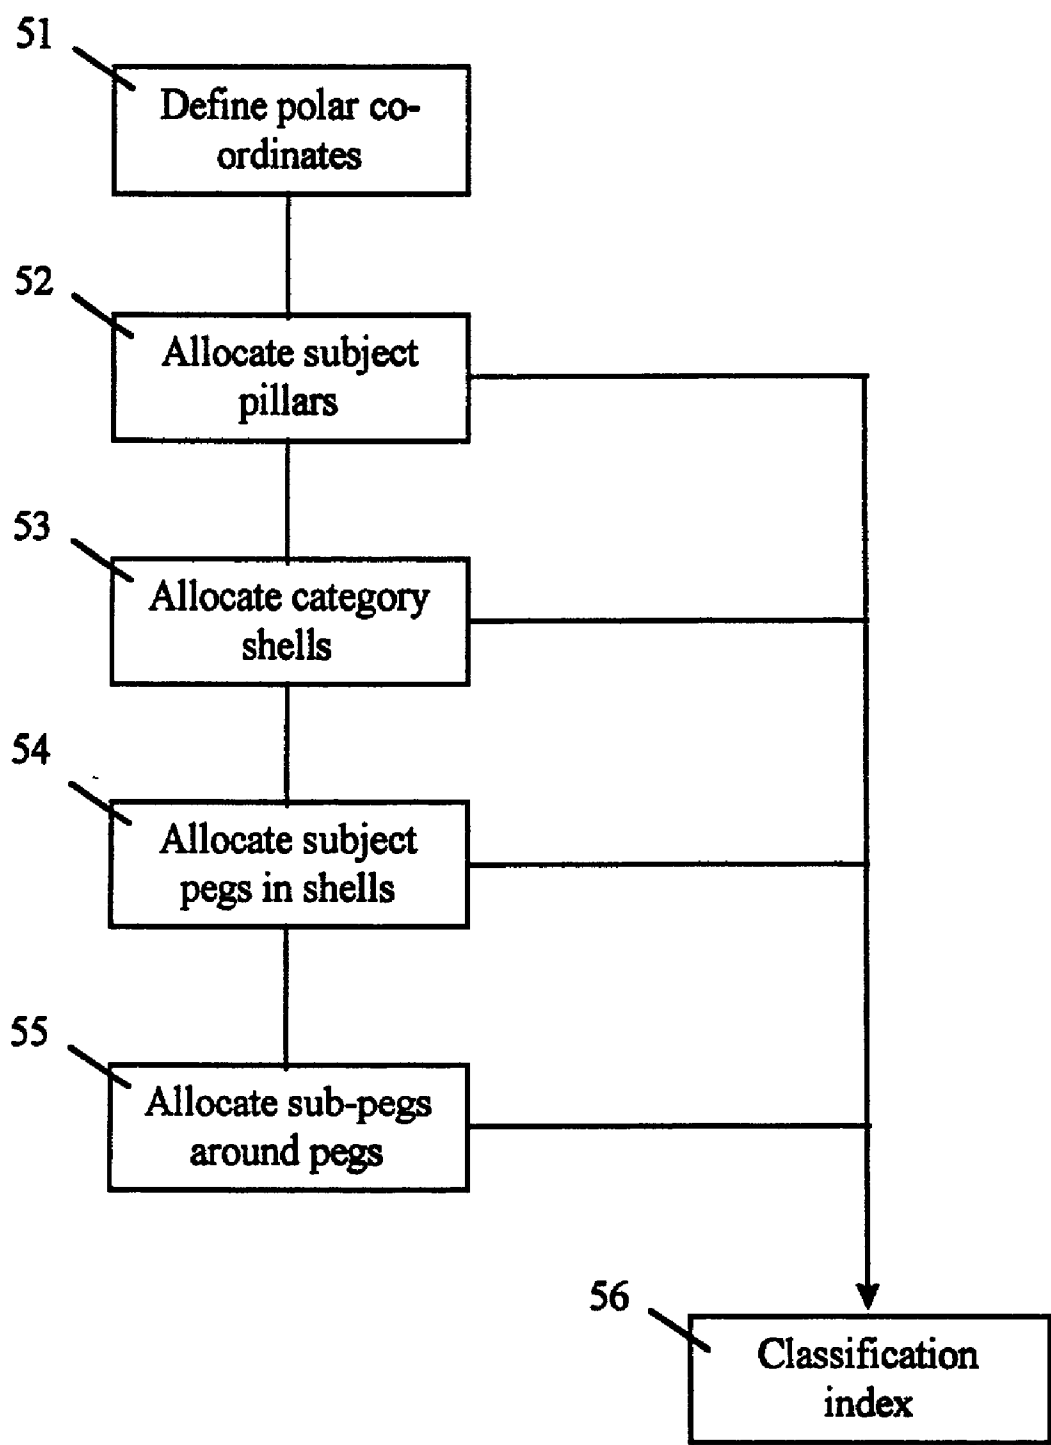 51
Define polar co-
ordinates
52
Allocate subject
pillars
53
Allocate category
shells
54
Allocate subject
pegs in shells
55
Allocate sub-pegs
around pegs
56
Classification
index